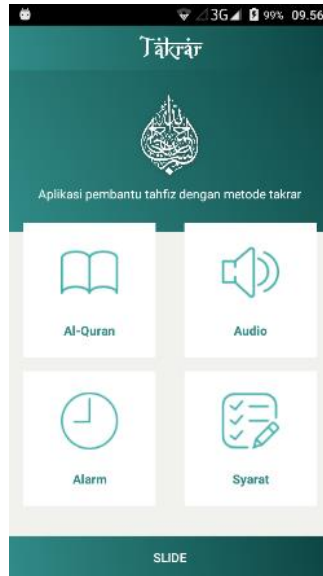 3G 99% 09.56
Takrar
Aplikasi pembantu tahfiz dengan metode takrar
Al-Quran
Audio
Alarm
Syarat
SLIDE